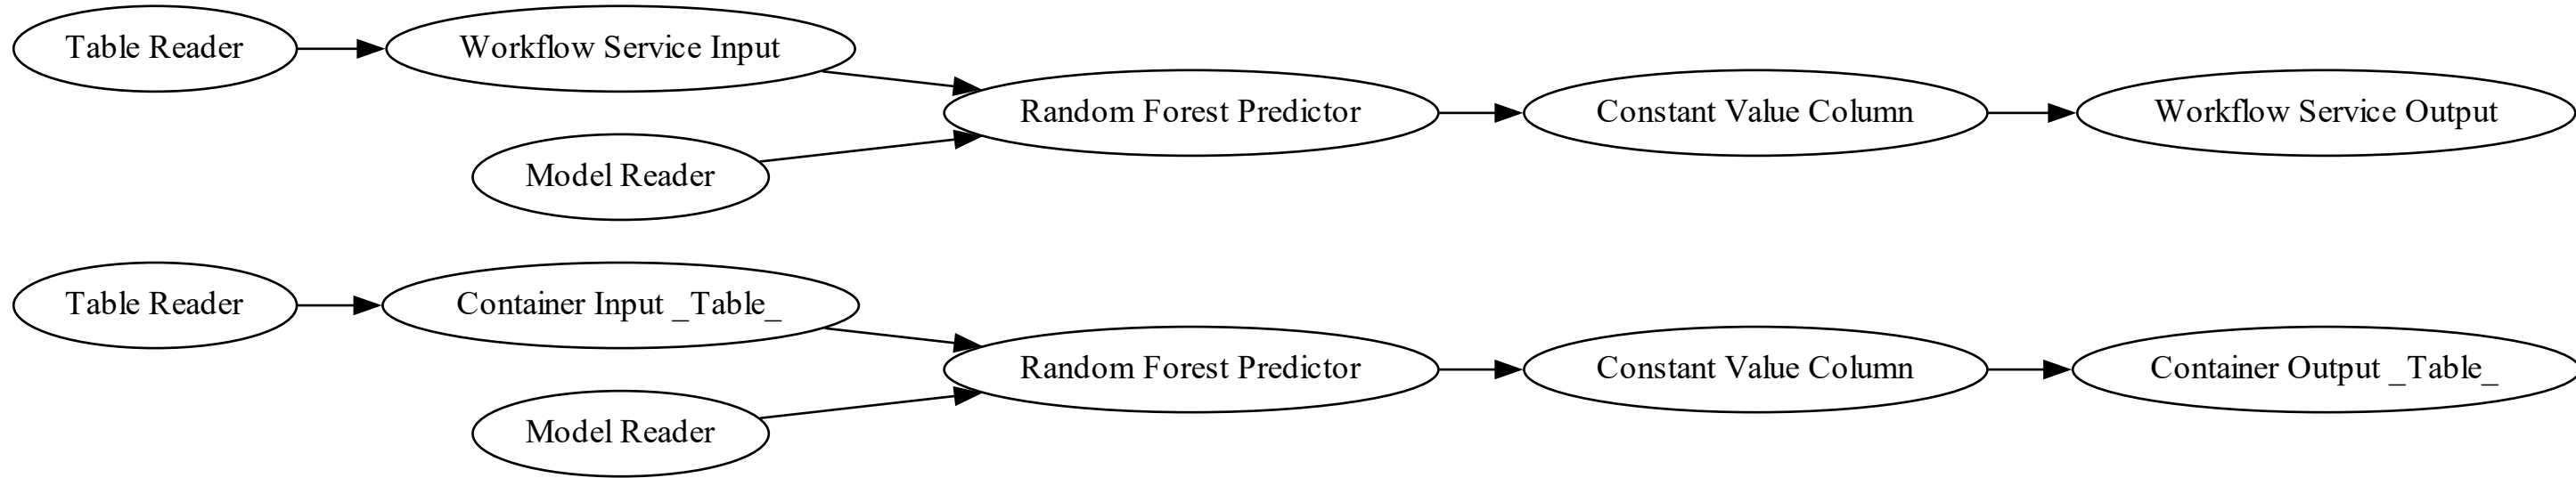 Table Reader
Workflow Service Input
Model Reader
Random Forest Predictor
Constant Value Column
Workflow Service Output
Table Reader
Container Input _Table_
Model Reader
Random Forest Predictor
Constant Value Column
Container Output _Table_